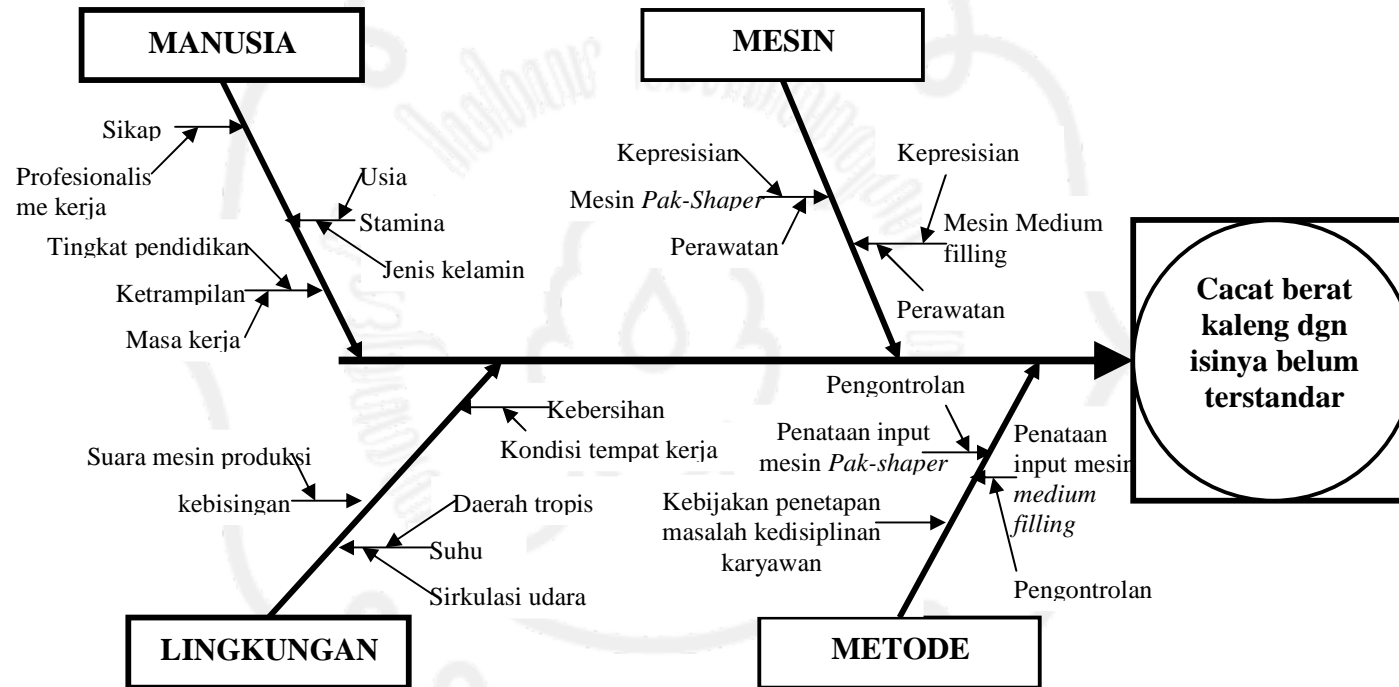 MANUSIA
MESIN
Sikap
Profesionalis
me kerja
Usia
Stamina
Jenis kelamin
Tingkat pendidikan
Ketrampilan
Masa kerja
Kepresisian
Mesin Pak-Shaper
Perawatan
Kepresisian
Mesin Medium
filling
Perawatan
Cacat berat
kaleng dgn
isinya belum
terstandar
Kebersihan
Kondisi tempat kerja
Suara mesin produksi
kebisingan
Daerah tropis
Suhu
Sirkulasi udara
Pengontrolan
Penataan input
mesin Pak-shaper
Kebijakan penetapan
masalah kedisiplinan
karyawan
Penataan
input mesin
medium
filling
Pengontrolan
LINGKUNGAN
METODE